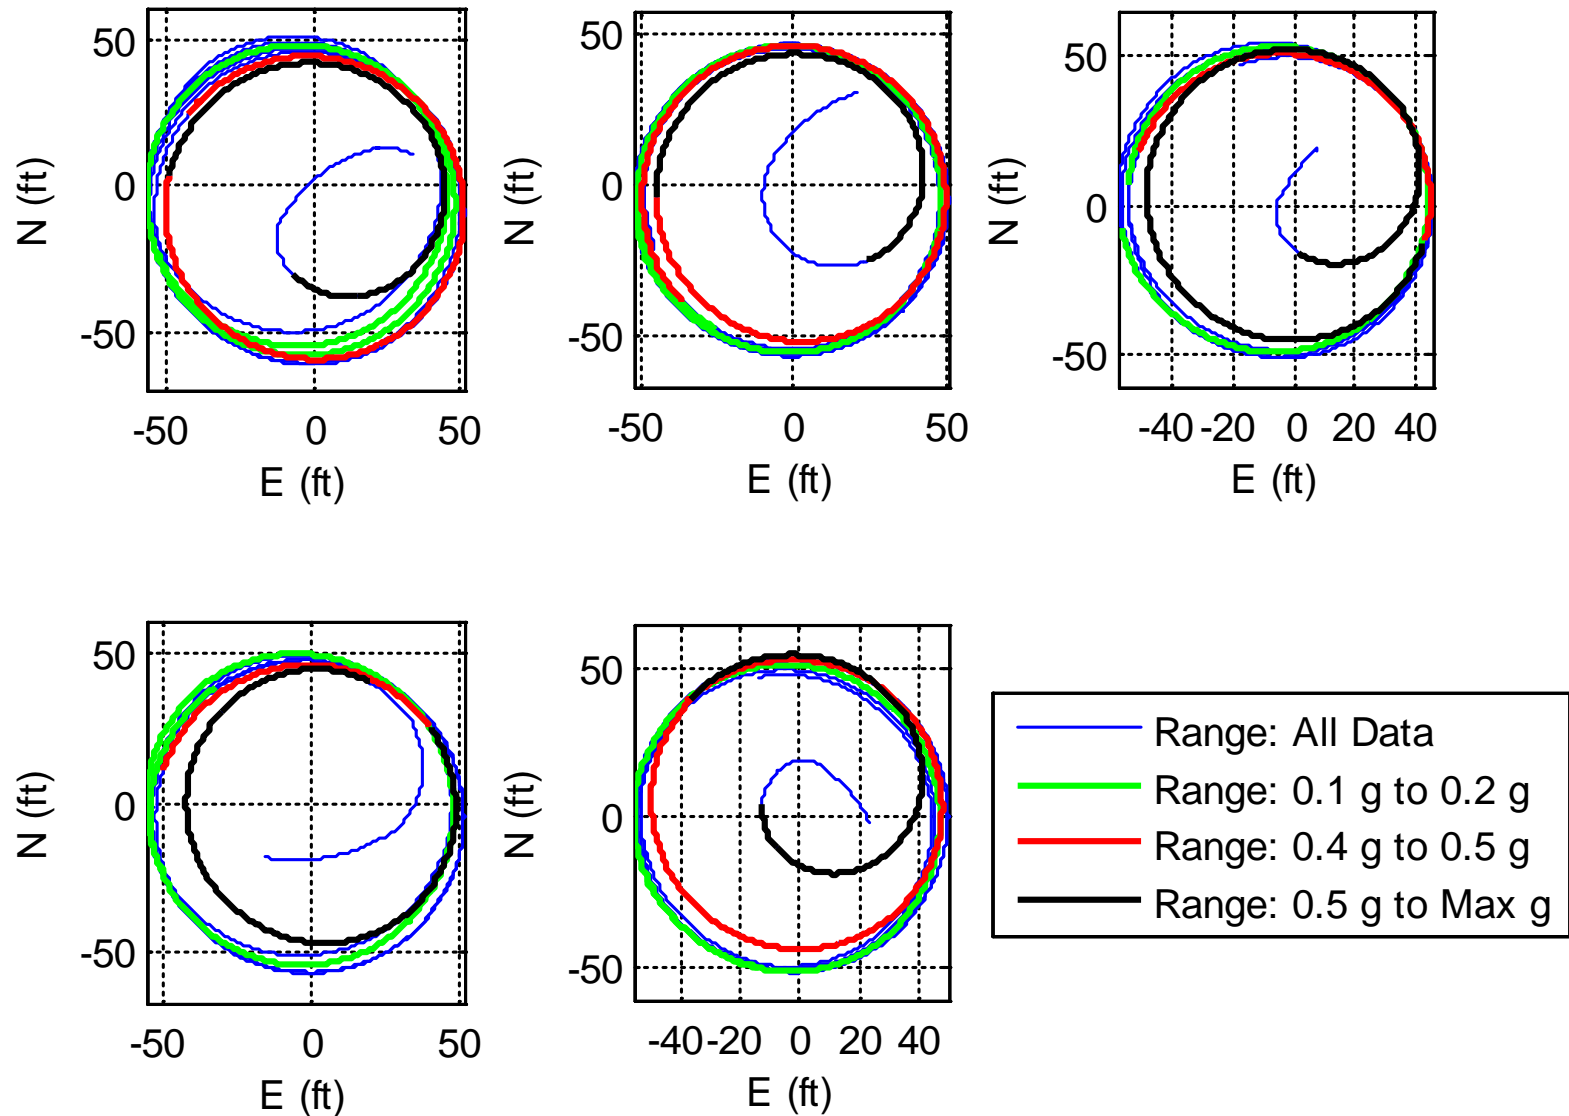 50
0
-50
N (ft)
-50 0 50
E (ft)
50
0
-50
N (ft)
-50 0 50
E (ft)
50
0
-50
N (ft)
-40 -20 0 20 40
E (ft)
50
0
-50
N (ft)
-50 0 50
E (ft)
50
0
-50
N (ft)
-40 -20 0 20 40
E (ft)
Range: All Data
Range: 0.1 g to 0.2 g
Range: 0.4 g to 0.5 g
Range: 0.5 g to Max g